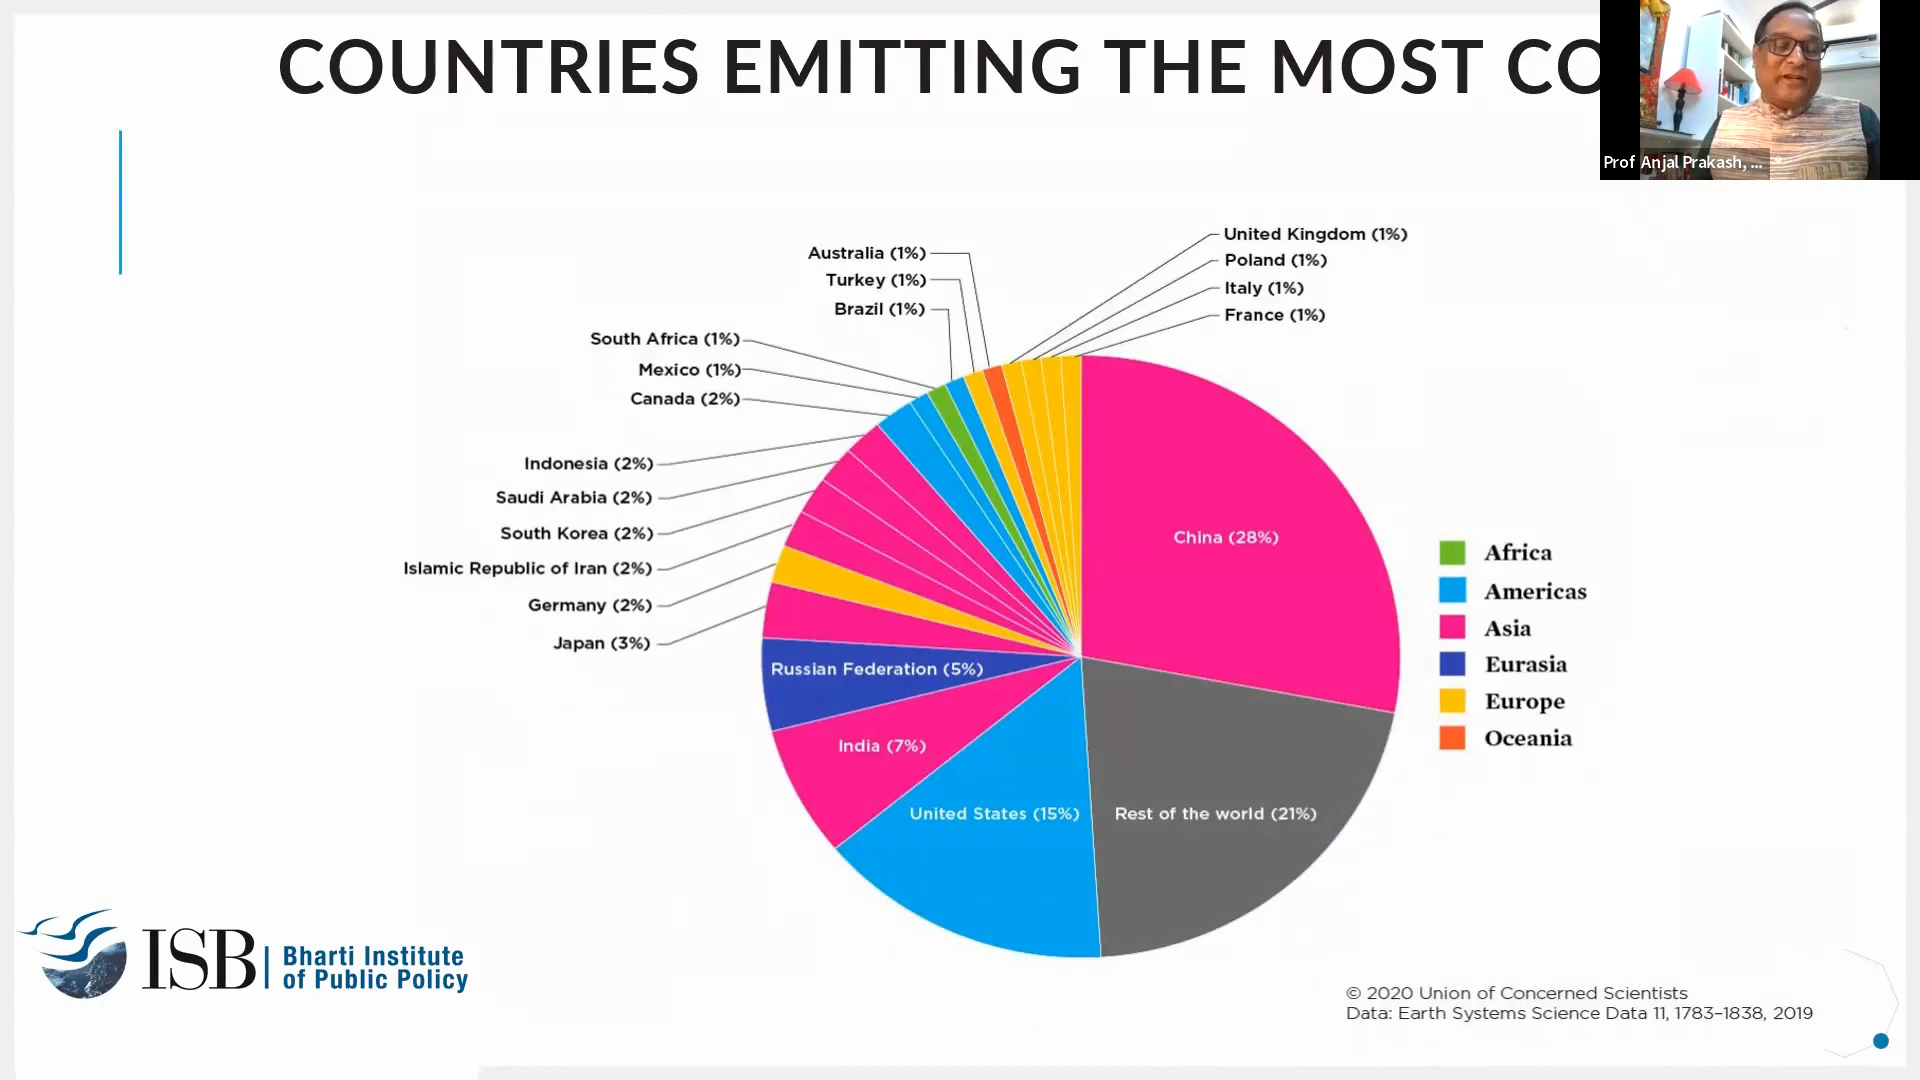 COUNTRIES EMITTING THE MOST CO
Prof Anjal Prakash, ...
United Kingdom (1%)
Poland (1%)
Italy (1%)
France (1%)
Australia (1%)
Turkey (1%)
Brazil (1%)
South Africa (1%)
Mexico (1%)
Canada (2%)
Indonesia (2%)
Saudi Arabia (2%)
South Korea (2%)
Islamic Republic of Iran (2%)
Germany (2%)
Japan (3%)
Russian Federation (5%)
India (7%)
United States (15%)
Rest of the world (21%)
China (28%)
Africa
Americas
Asia
Eurasia
Europe
Oceania
ISB
Bharti Institute
of Public Policy
© 2020 Union of Concerned Scientists
Data: Earth Systems Science Data 11, 1783–1838, 2019